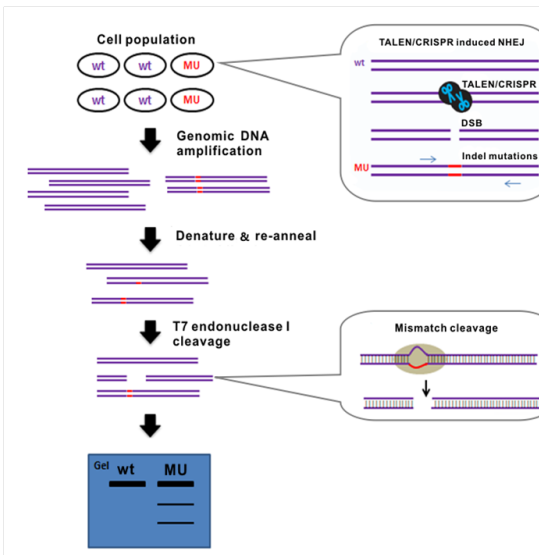 Cell population
wt wt MU
wt wt MU
Genomic DNA
amplification
Denature & re-anneal
T7 endonuclease I
cleavage
Gel wt MU
TALEN/CRISPR induced NHEJ
wt
TALEN/CRISPR
DSB
Indel mutations
MU
Mismatch cleavage